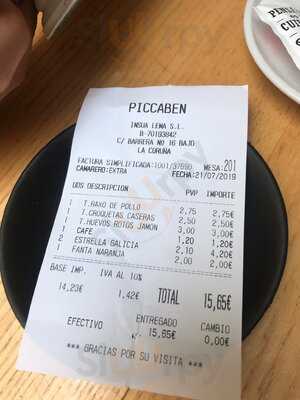 PICCABEN
INSUA LEMA S.L.
B-70193842
C/ BARRERA NO 16 BAJO
LA CORUÑA
FACTURA SIMPLIFICADA:1001/37690 MESA:201
CAMARERO:EXTRA FECHA:21/07/2019
UDS DESCRIPCION PVP IMPORTE
1 T.RAXO DE POLLO 2,75 2,75€
1 T.CROQUETAS CASERAS 2,10 2,10€
1 T.HUEVOS ROTOS JAMON 3,00 3,00€
1 CAFE 1,20 1,20€
2 ESTRELLA GALICIA 2,10 4,20€
1 FANTA NARANJA 2,00 2,00€
BASE IMP. IVA AL 10%
14,23€ 1,42€ TOTAL 15,65€
EFECTIVO ENTREGADO CAMBIO
15,65€ 0,00€
*** GRACIAS POR SU VISITA ***